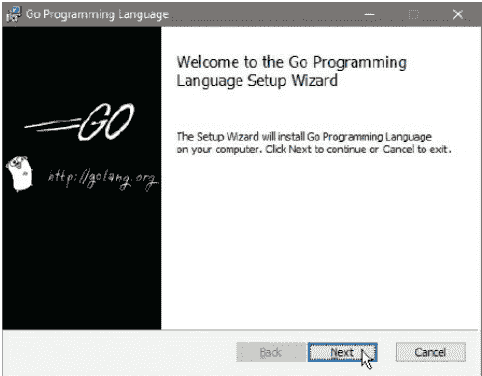 Go Programming Language
Welcome to the Go Programming
Language Setup Wizard
GO
http://golang.org
The Setup Wizard will install Go Programming Language
on your computer. Click Next to continue or Cancel to exit.
Back
Next
Cancel